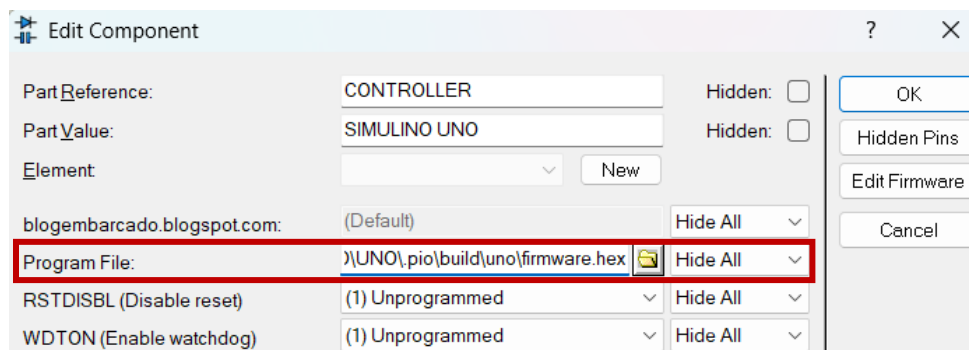 Edit Component ? ×
Part Reference: CONTROLLER Hidden: OK
Part Value: SIMULINO UNO Hidden: Hidden Pins
Element: New Edit Firmware
blogembarcado.blogspot.com: (Default) Hide All Cancel
Program File: )\UNO\.pio\build\uno\firmware.hex Hide All
RSTDISBL (Disable reset) (1) Unprogrammed Hide All
WDTON (Enable watchdog) (1) Unprogrammed Hide All